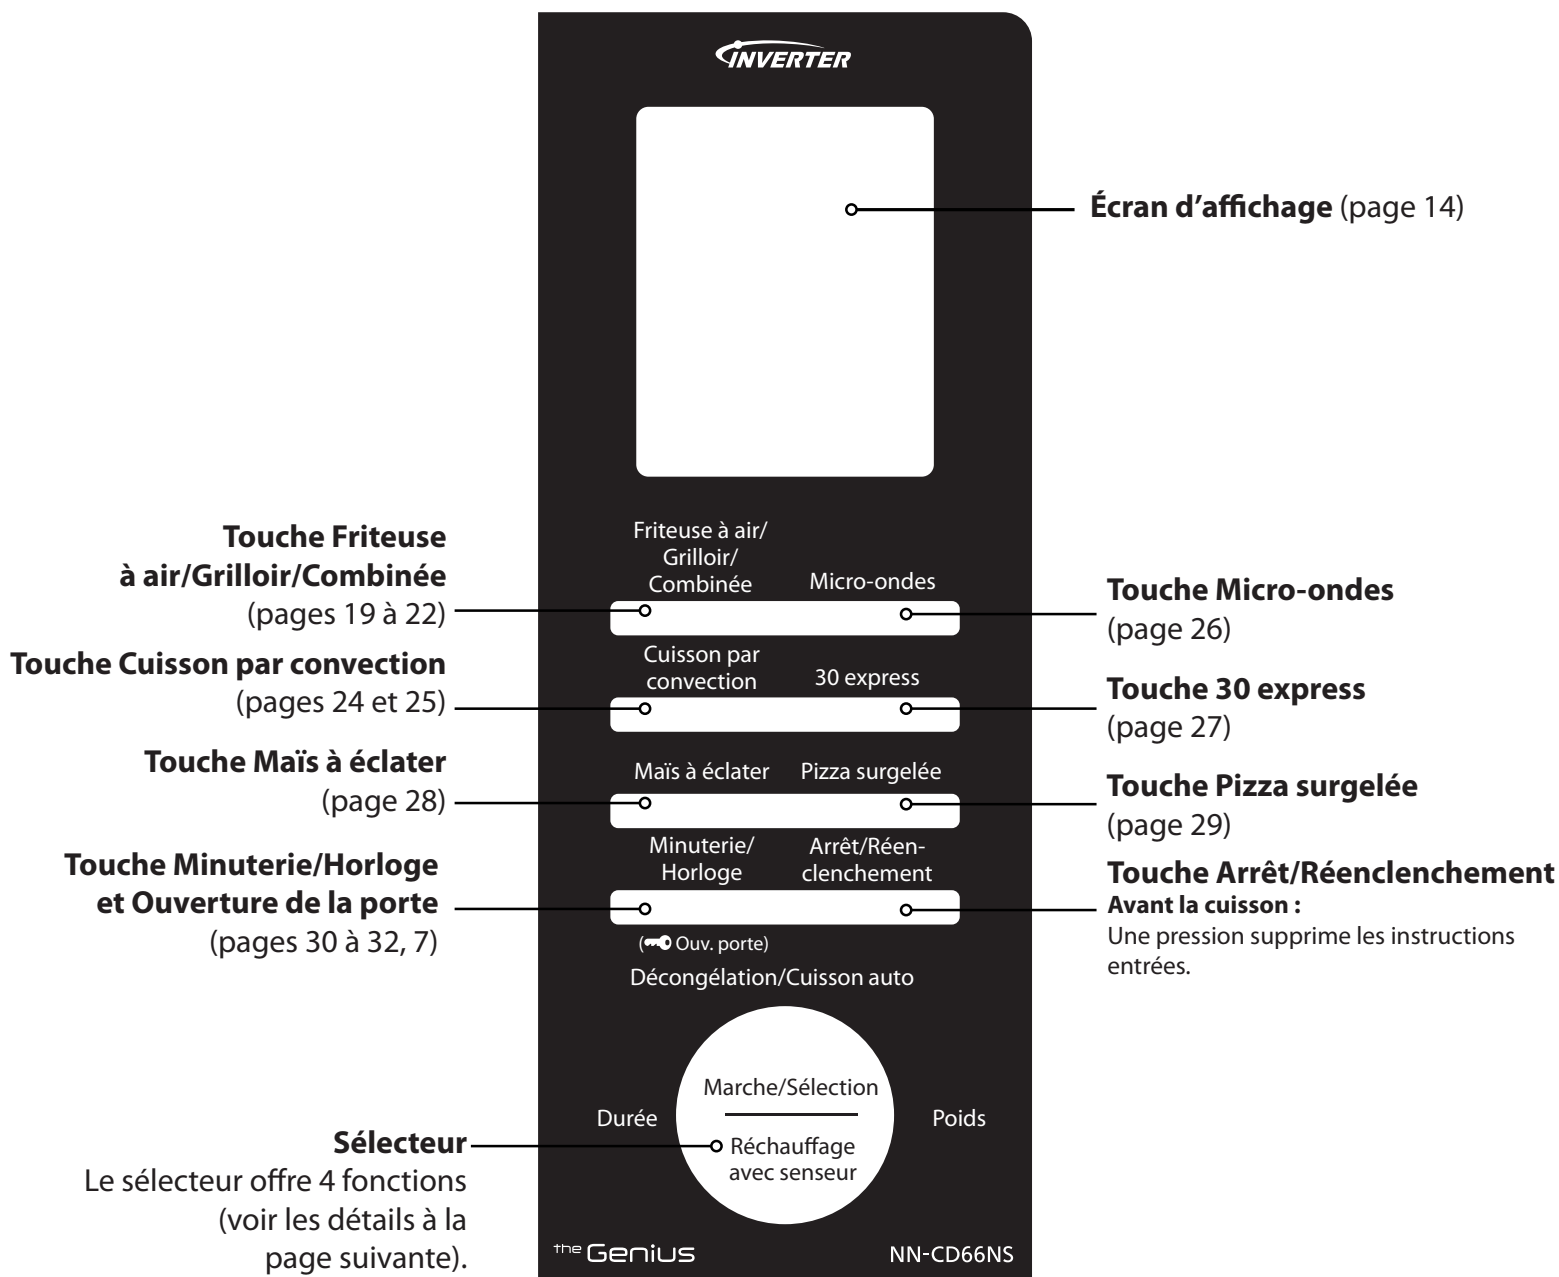 INVERTER
Écran d’affichage (page 14)
Touche Friteuse
à air/Grilloir/Combinée
(pages 19 à 22)
Friteuse à air/
Grilloir/
Combinée
Micro-ondes
Touche Micro-ondes
(page 26)
Touche Cuisson par convection
(pages 24 et 25)
Cuisson par
convection
30 express
Touche 30 express
(page 27)
Touche Maïs à éclater
(page 28)
Maïs à éclater
Pizza surgelée
Touche Pizza surgelée
(page 29)
Touche Minuterie/Horloge
et Ouverture de la porte
(pages 30 à 32, 7)
Minuterie/
Horloge
Arrêt/Réen-
clenchement
Touche Arrêt/Réenclenchement
Avant la cuisson :
Une pression supprime les instructions
entrées.
(Ouv. porte)
Décongélation/Cuisson auto
Marche/Sélection
Durée
Poids
Réchauffage
avec senseur
Sélecteur
Le sélecteur offre 4 fonctions
(voir les détails à la
page suivante).
the Genius
NN-CD66NS